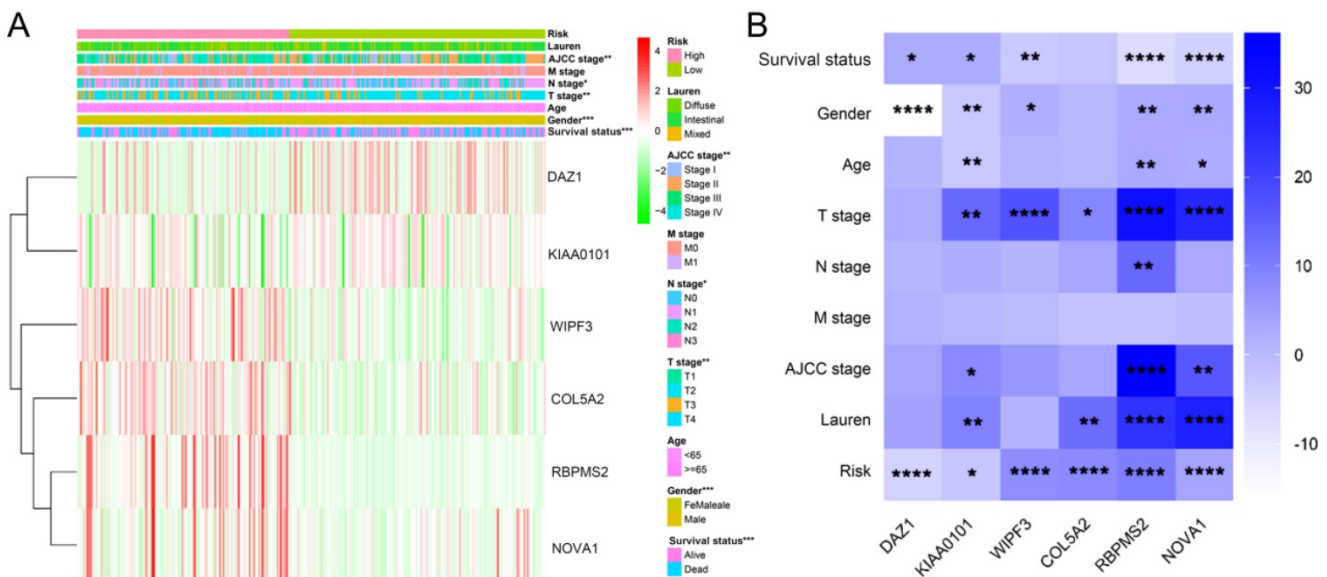 A
Risk
Lauren
AJCC stage**
M stage
N stage*
T stage**
Age
Gender***
Survival status***
DAZ1
KIAA0101
WIPF3
COL5A2
RBPMS2
NOVA1
4
2
0
−2
−4
Risk
High
Low
Lauren
Diffuse
Intestinal
Mixed
AJCC stage**
Stage I
Stage II
Stage III
Stage IV
M stage
M0
M1
N stage*
N0
N1
N2
N3
T stage**
T1
T2
T3
T4
Age
<65
>=65
Gender***
FeMaleale
Male
Survival status***
Alive
Dead
B
Survival status * * ** **** ****
Gender **** ** * ** **
Age ** ** *
T stage ** **** * **** ****
N stage **
M stage
AJCC stage * **** **
Lauren ** ** **** ****
Risk **** * **** **** **** ****
DAZ1
KIAA0101
WIPF3
COL5A2
RBPMS2
NOVA1
30
20
10
0
-10